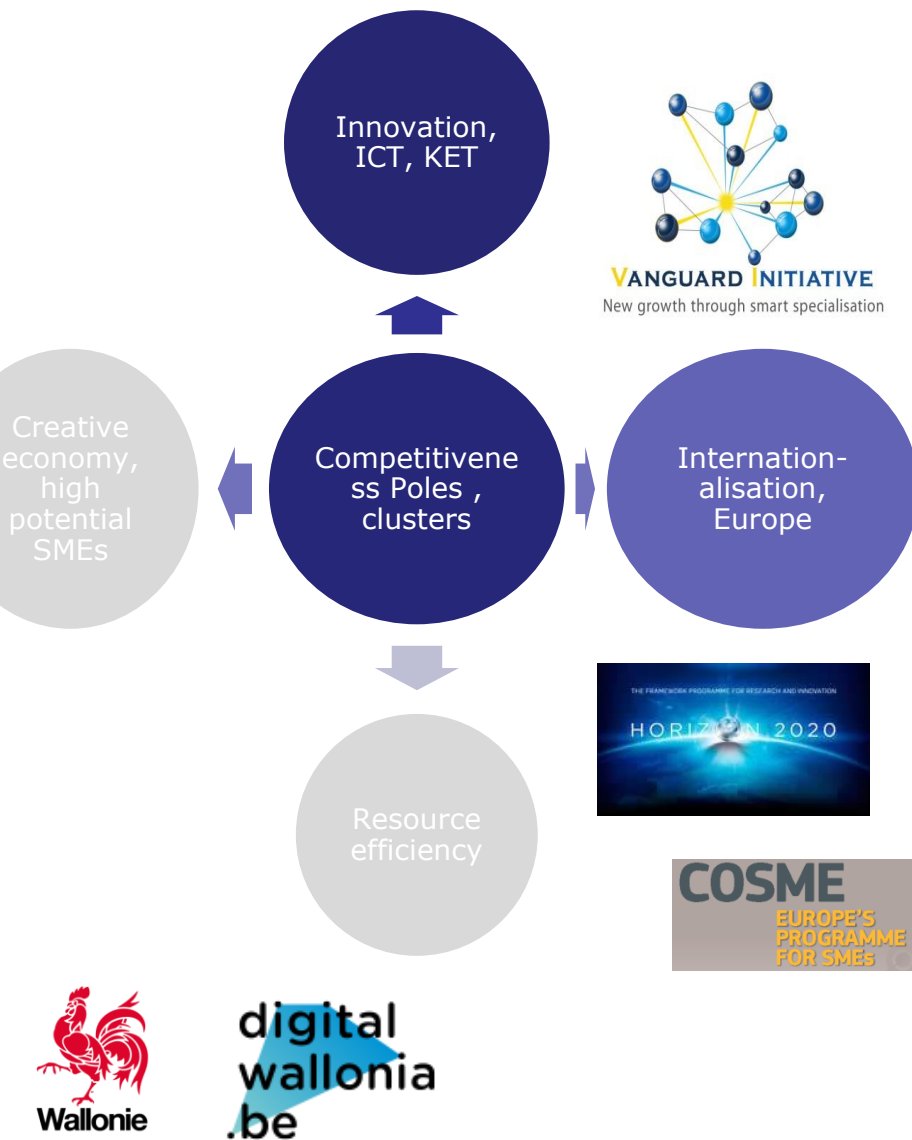 Innovation,
ICT, KET
VANGUARD INITIATIVE
New growth through smart specialisation
Creative
economy,
high
potential
SMEs
Competitivene
ss Poles ,
clusters
Internation-
alisation,
Europe
THE FRAMEWORK PROGRAMME FOR RESEARCH AND INNOVATION
HORIZON 2020
Resource
efficiency
COSME
EUROPE'S
PROGRAMME
FOR SMEs
Wallonie
digital
wallonia
.be